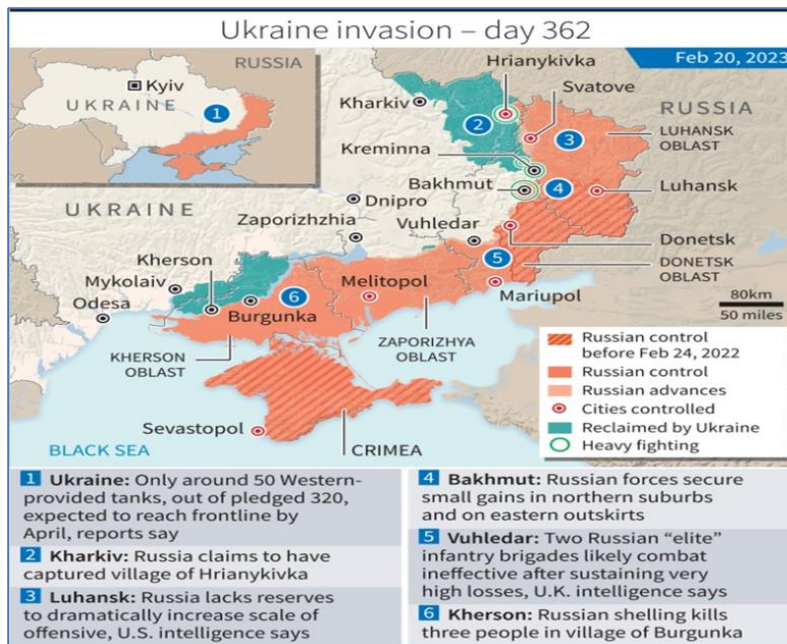 Ukraine invasion – day 362
Feb 20, 2023
RUSSIA
Kyiv
UKRAINE
1
Hrianykivka
Svatove
Kharkiv
2
3
RUSSIA
LUHANSK
OBLAST
Kreminna
Bakhmut
4
Luhansk
Dnipro
UKRAINE
Zaporizhzhia
Vuhledar
Donetsk
5
DONETSK
OBLAST
Kherson
Mykolaiv
Melitopol
6
Mariupol
Odesa
Burgunka
80km
50 miles
KHERSON
OBLAST
ZAPORIZHYA
OBLAST
Sevastopol
CRIMEA
BLACK SEA
Russian control
before Feb 24, 2022
Russian control
Russian advances
Cities controlled
Reclaimed by Ukraine
Heavy fighting
1 Ukraine: Only around 50 Western-
provided tanks, out of pledged 320,
expected to reach frontline by
April, reports say
2 Kharkiv: Russia claims to have
captured village of Hrianykivka
3 Luhansk: Russia lacks reserves
to dramatically increase scale of
offensive, U.S. intelligence says
4 Bakhmut: Russian forces secure
small gains in northern suburbs
and on eastern outskirts
5 Vuhledar: Two Russian “elite”
infantry brigades likely combat
ineffective after sustaining very
high losses, U.K. intelligence says
6 Kherson: Russian shelling kills
three people in village of Burgunka